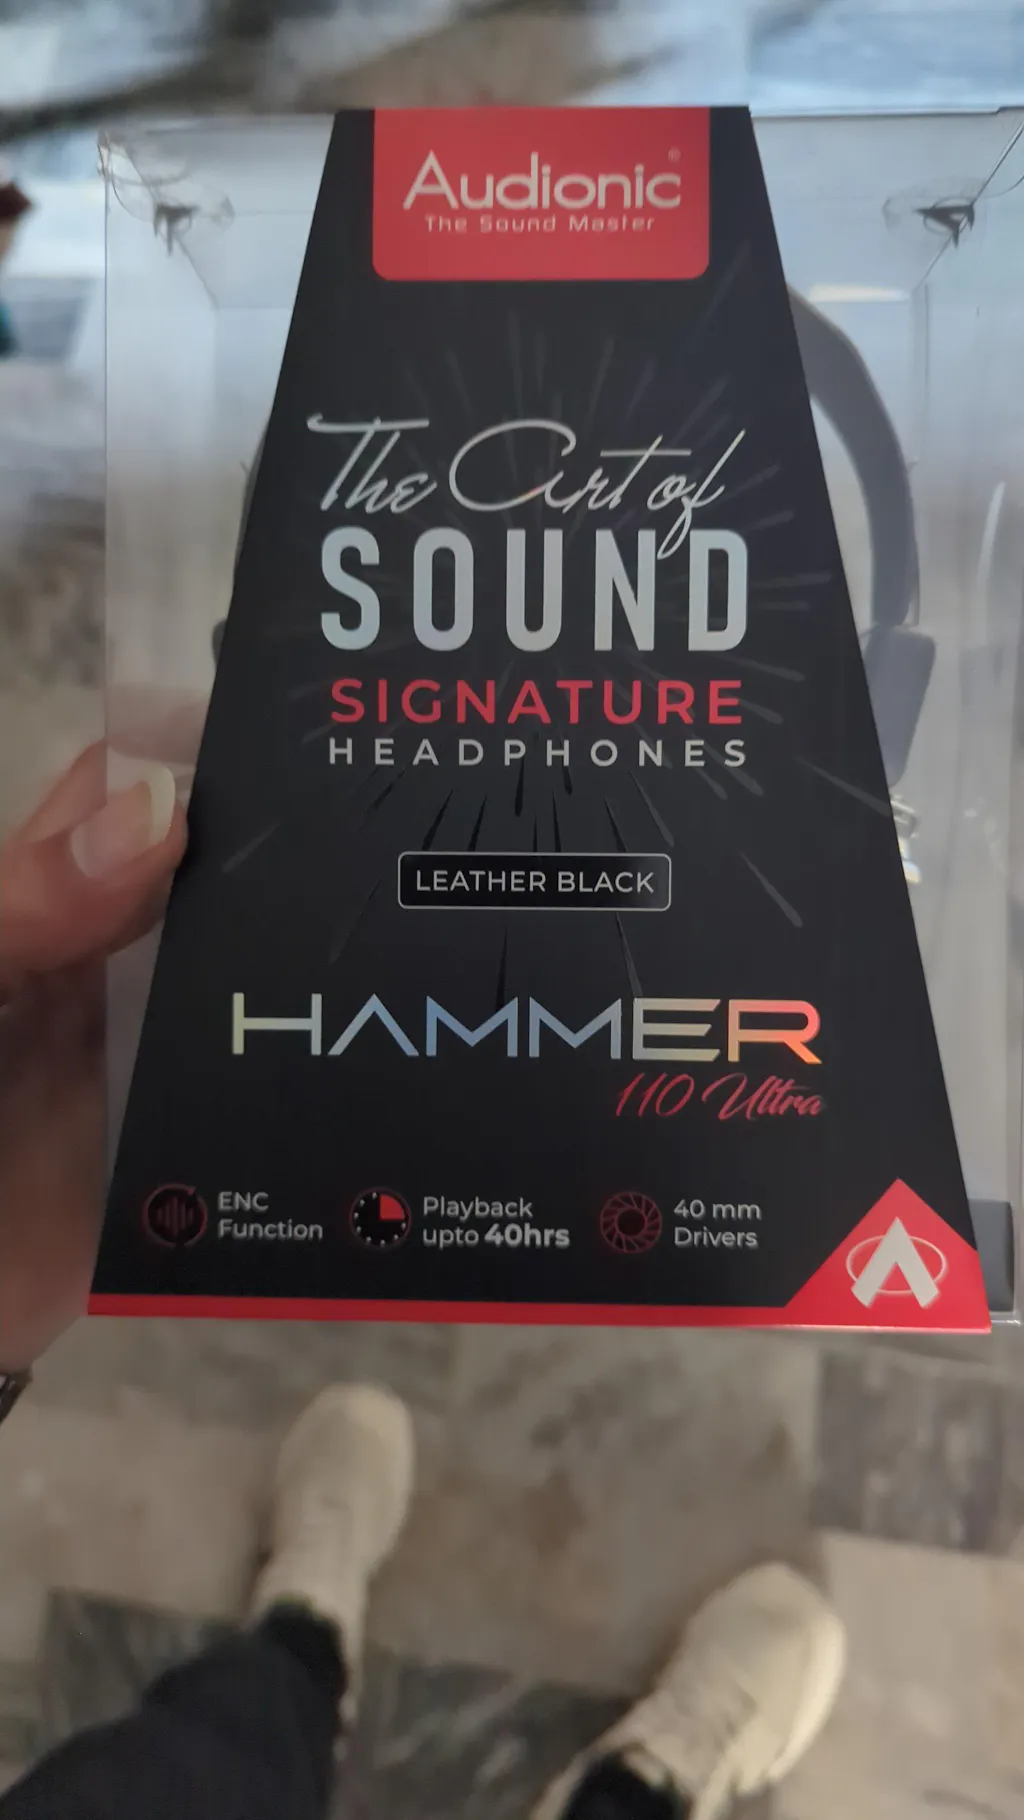 Audionic®
The Sound Master
The Art of
SOUND
SIGNATURE
HEADPHONES
LEATHER BLACK
HAMMER
110 Ultra
ENC
Function
Playback
upto 40hrs
40 mm
Drivers